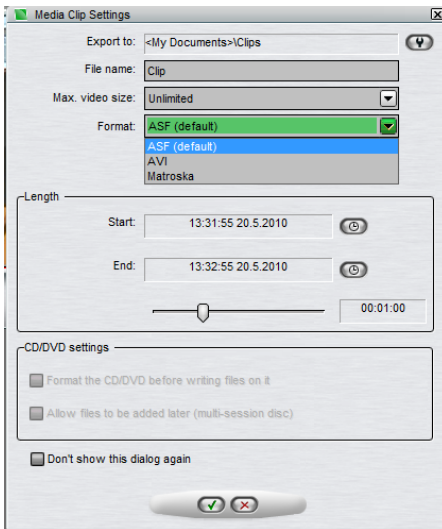 Media Clip Settings
Export to: <My Documents>\Clips
File name: Clip
Max. video size: Unlimited
Format: ASF (default)
ASF (default)
AVI
Matroska
Length
Start: 13:31:55 20.5.2010
End: 13:32:55 20.5.2010
00:01:00
CD/DVD settings
Format the CD/DVD before writing files on it
Allow files to be added later (multi-session disc)
Don't show this dialog again